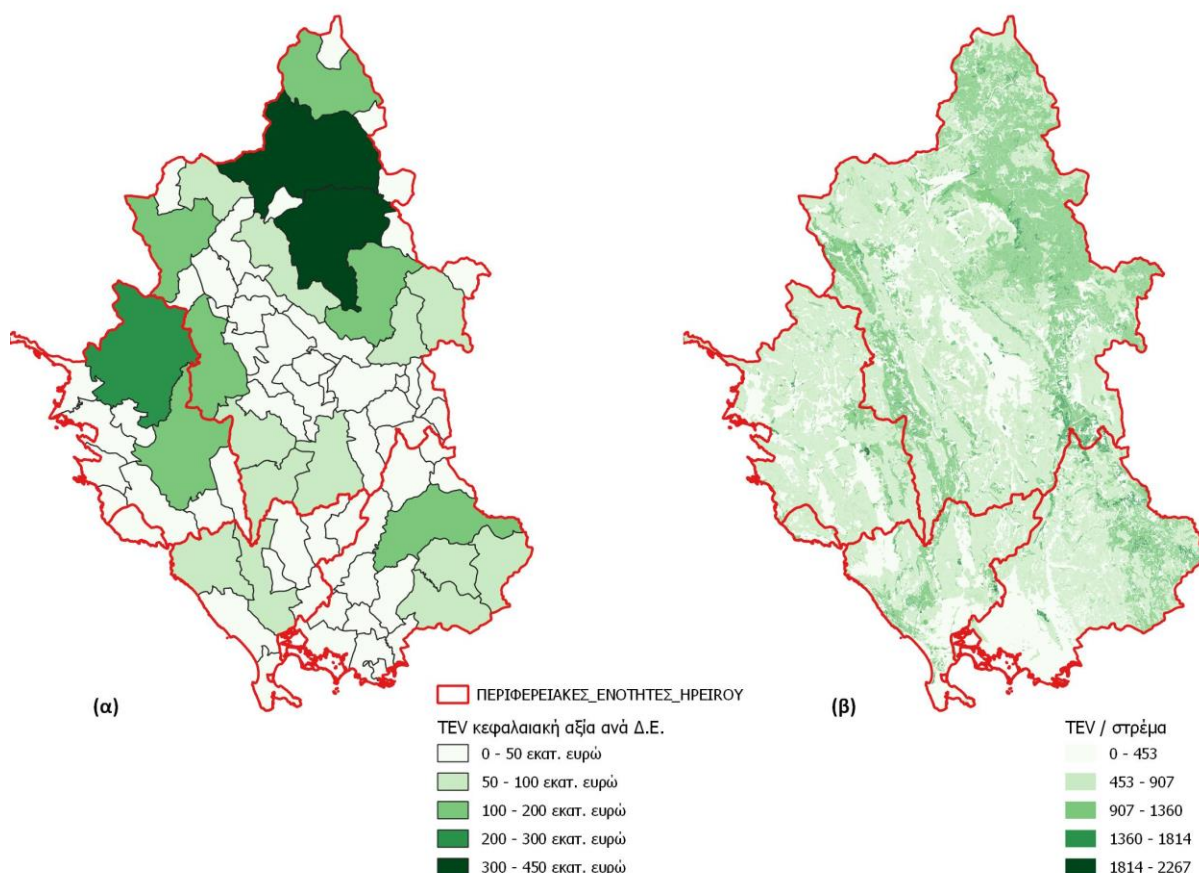 (α)
ΠΕΡΙΦΕΡΕΙΑΚΕΣ_ΕΝΟΤΗΤΕΣ_ΗΡΕΙROY
TEV κεφαλαιακή αξία ανά Δ.Ε.
0 - 50 εκατ. ευρώ
50 - 100 εκατ. ευρώ
100 - 200 εκατ. ευρώ
200 - 300 εκατ. ευρώ
300 - 450 εκατ. ευρώ
(β)
TEV / στρέμα
0 - 453
453 - 907
907 - 1360
1360 - 1814
1814 - 2267